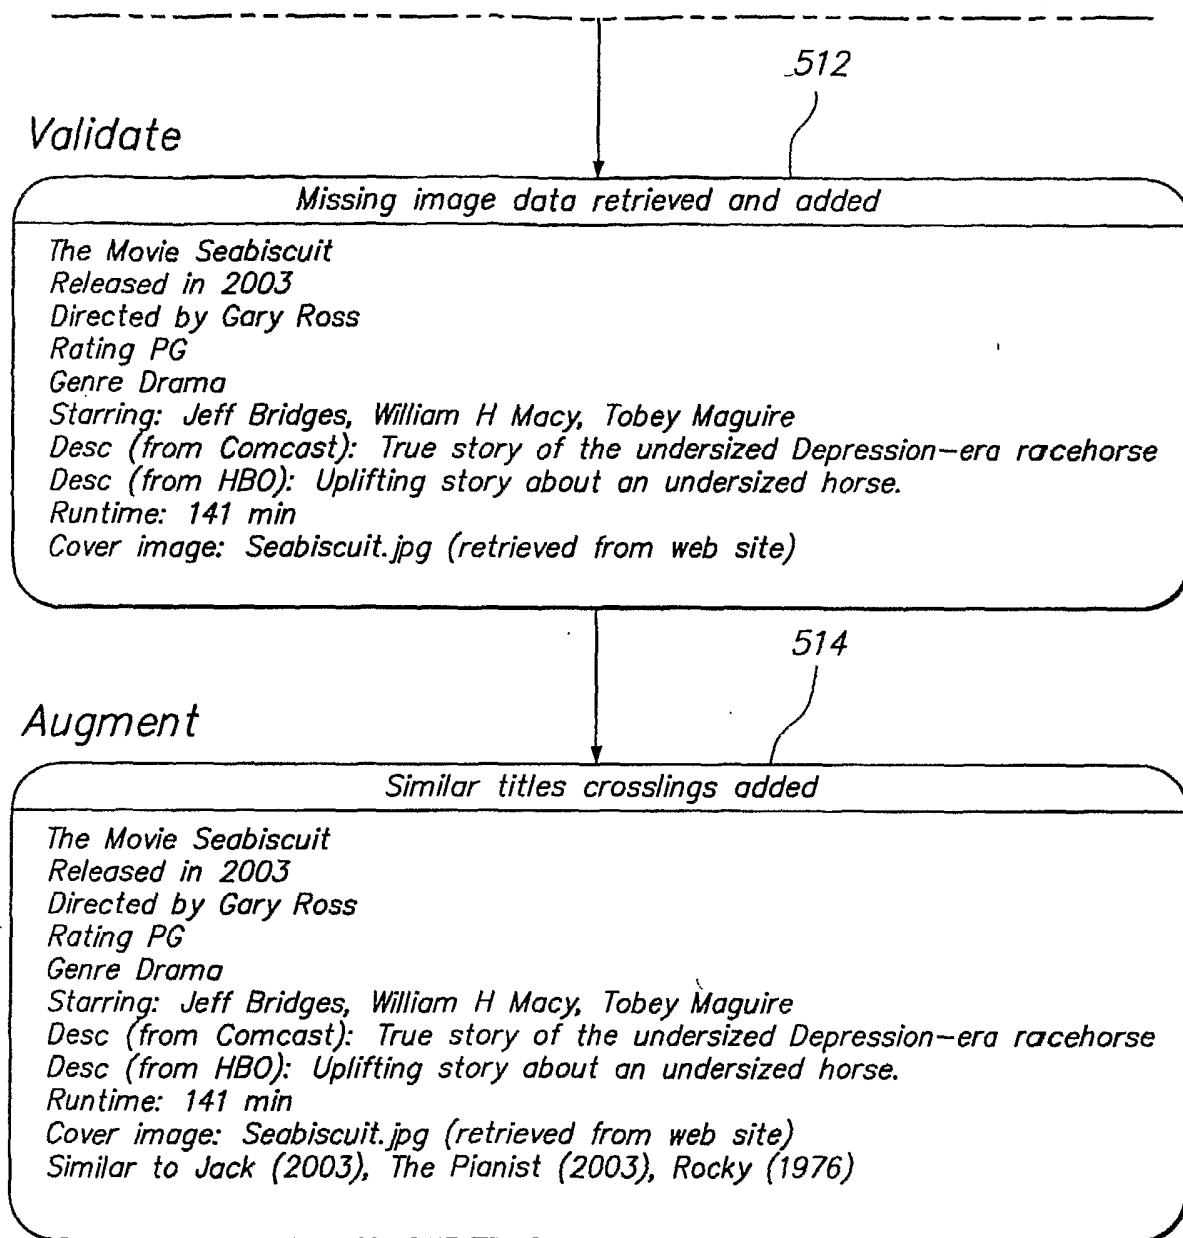 512
Validate
Missing image data retrieved and added
The Movie Seabiscuit
Released in 2003
Directed by Gary Ross
Rating PG
Genre Drama
Starring: Jeff Bridges, William H Macy, Tobey Maguire
Desc (from Comcast): True story of the undersized Depression-era racehorse
Desc (from HBO): Uplifting story about an undersized horse.
Runtime: 141 min
Cover image: Seabiscuit.jpg (retrieved from web site)
514
Augment
Similar titles crosslings added
The Movie Seabiscuit
Released in 2003
Directed by Gary Ross
Rating PG
Genre Drama
Starring: Jeff Bridges, William H Macy, Tobey Maguire
Desc (from Comcast): True story of the undersized Depression-era racehorse
Desc (from HBO): Uplifting story about an undersized horse.
Runtime: 141 min
Cover image: Seabiscuit.jpg (retrieved from web site)
Similar to Jack (2003), The Pianist (2003), Rocky (1976)